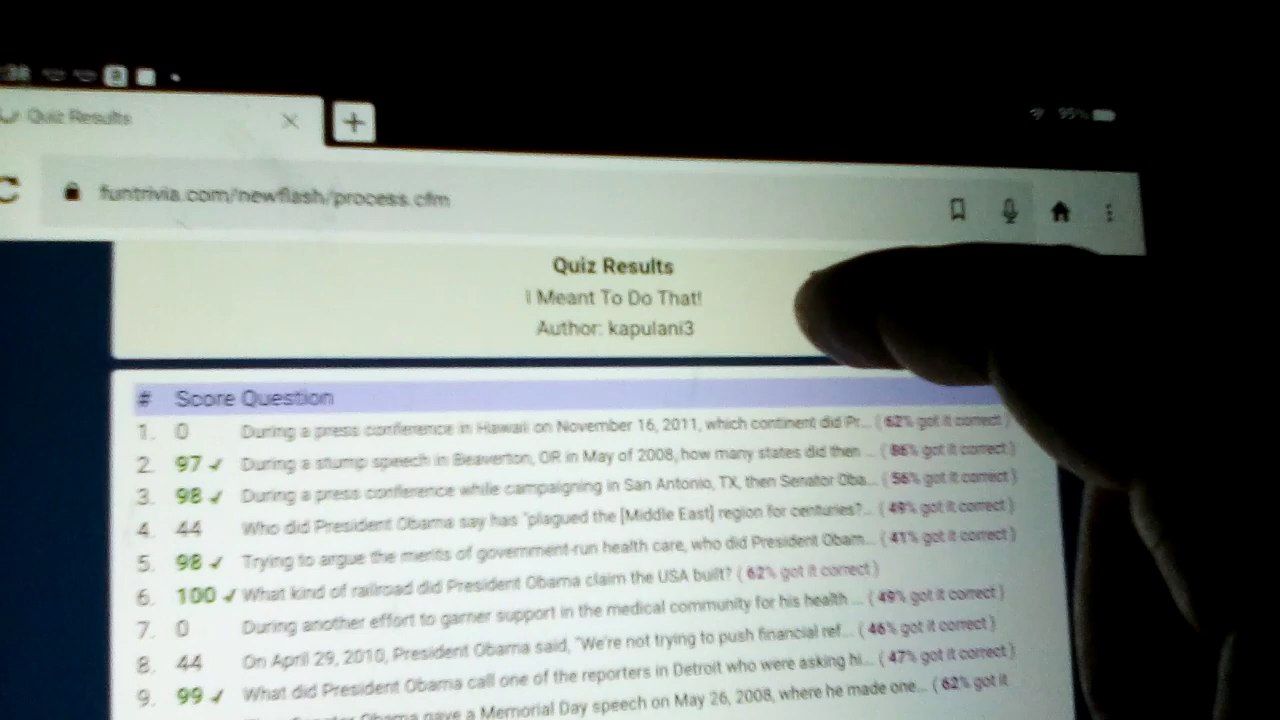 :38
Quiz Results
funtrivia.com/newflash/process.cfm
95%
Quiz Results
I Meant To Do That!
Author: kapulani3
# Score Question
1. 0 During a press conference in Hawaii on November 16, 2011, which continent did Pr... ( 62% got it correct )
2. 97 ✓ During a stump speech in Beaverton, OR in May of 2008, how many states did then ... ( 86% got it correct )
3. 98 ✓ During a press conference while campaigning in San Antonio, TX, then Senator Oba... ( 56% got it correct )
4. 44 Who did President Obama say has "plagued the [Middle East] region for centuries?... ( 49% got it correct )
5. 98 ✓ Trying to argue the merits of government-run health care, who did President Obam... ( 41% got it correct )
6. 100 ✓ What kind of railroad did President Obama claim the USA built? ( 62% got it correct )
7. 0 During another effort to garner support in the medical community for his health ... ( 49% got it correct )
8. 44 On April 29, 2010, President Obama said, "We're not trying to push financial ref... ( 46% got it correct )
9. 99 ✓ What did President Obama call one of the reporters in Detroit who were asking hi... ( 47% got it correct )
Obama gave a Memorial Day speech on May 26, 2008, where he made one... ( 62% got it